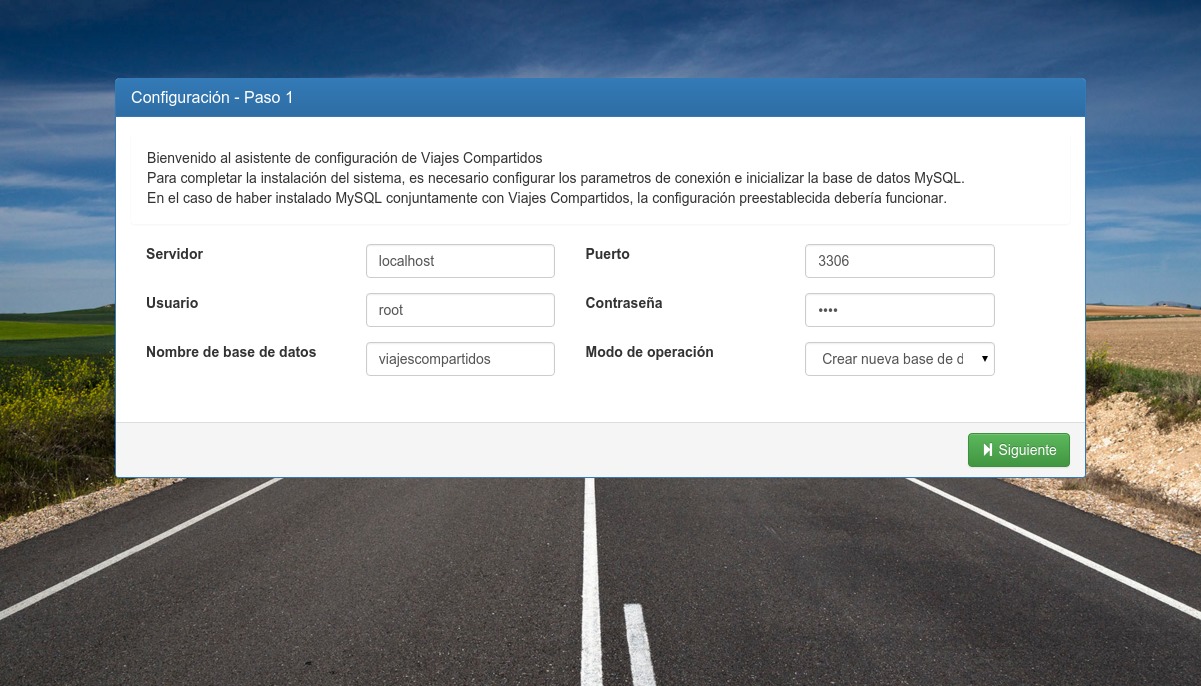 Configuración - Paso 1
Bienvenido al asistente de configuración de Viajes Compartidos
Para completar la instalación del sistema, es necesario configurar los parametros de conexión e inicializar la base de datos MySQL.
En el caso de haber instalado MySQL conjuntamente con Viajes Compartidos, la configuración preestablecida debería funcionar.
Servidor localhost Puerto 3306
Usuario root Contraseña ••••
Nombre de base de datos viajescompartidos Modo de operación Crear nueva base de d
Siguiente